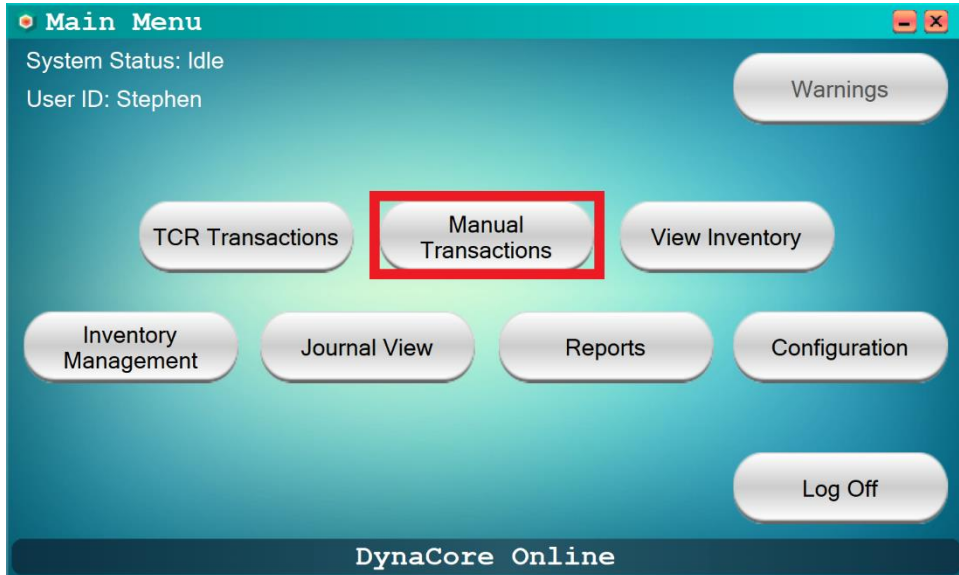 Main Menu
System Status: Idle
User ID: Stephen
Warnings
TCR Transactions
Manual
Transactions
View Inventory
Inventory
Management
Journal View
Reports
Configuration
Log Off
DynaCore Online